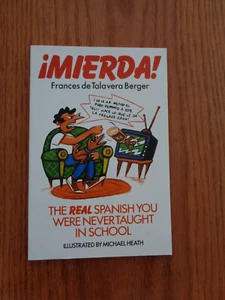 ¡MIERDA!
Frances de Talavera Berger
THE REAL SPANISH YOU
WERE NEVER TAUGHT
IN SCHOOL
ILLUSTRATED BY MICHAEL HEATH